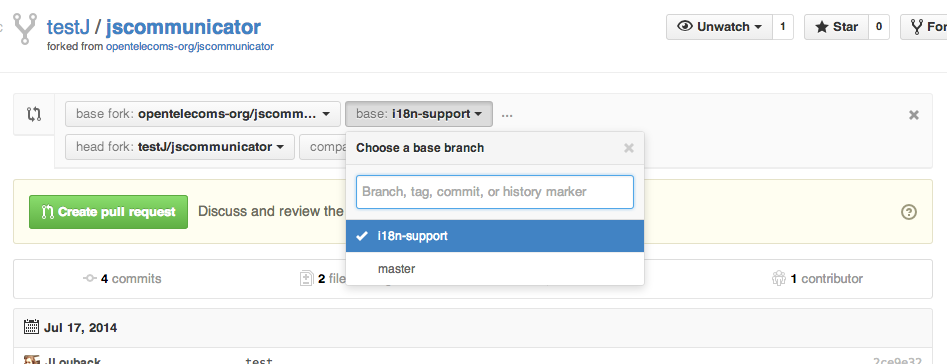 testJ / jscommunicator
forked from opentelecoms-org/jscommunicator
Unwatch 1 Star 0 For
base fork: opentelecoms-org/jscomm... base: i18n-support ...
head fork: testJ/jscommunicator compa
Choose a base branch
Branch, tag, commit, or history marker
Create pull request Discuss and review the
i18n-support
master
4 commits 2 file 1 contributor
Jul 17, 2014
JLouback test 2ce9e32